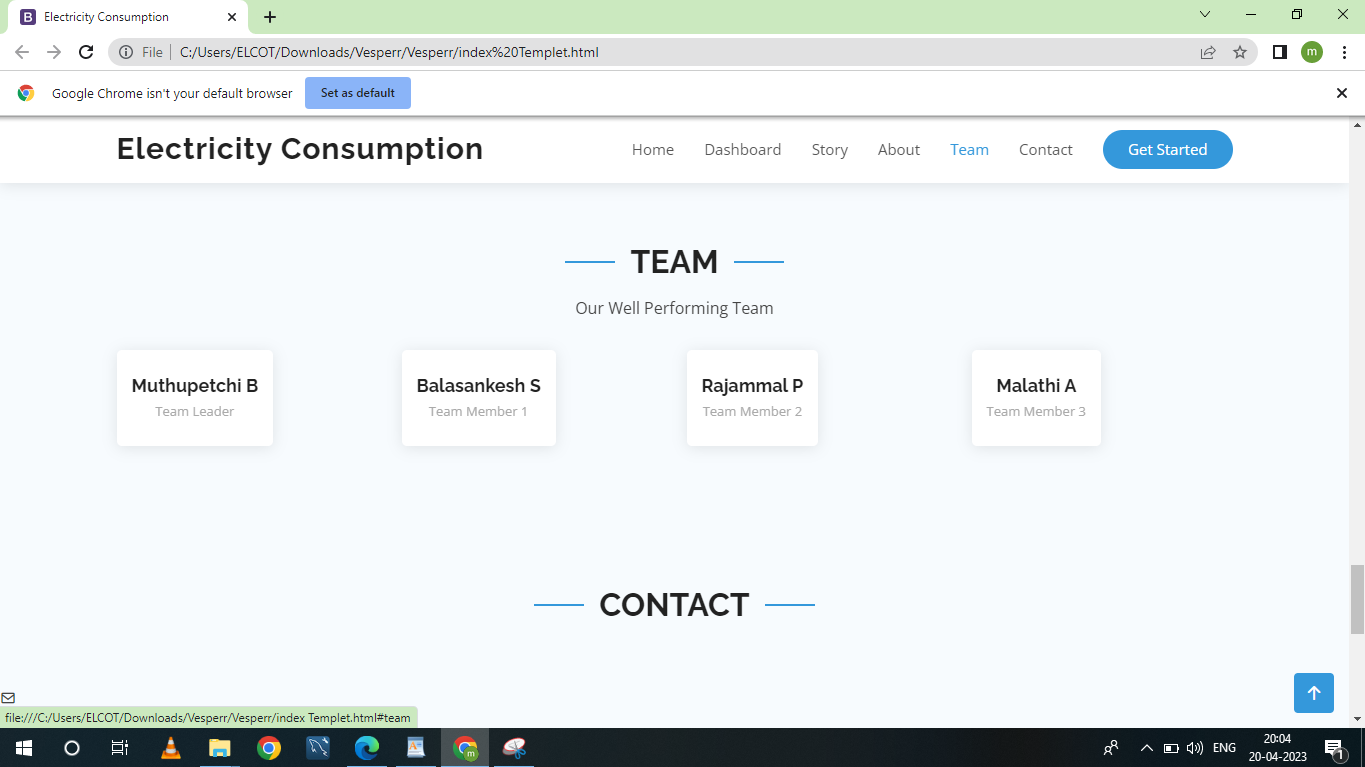 B Electricity Consumption
File C:/Users/ELCOT/Downloads/Vesperr/Vesperr/index%20Templet.html
m
Google Chrome isn't your default browser Set as default
Electricity Consumption Home Dashboard Story About Team Contact Get Started
TEAM
Our Well Performing Team
Muthupetchi B Balasankesh S Rajammal P Malathi A
Team Leader Team Member 1 Team Member 2 Team Member 3
CONTACT
file:///C:/Users/ELCOT/Downloads/Vesperr/Vesperr/index Templet.html#team
m ENG 20:04
20-04-2023 1